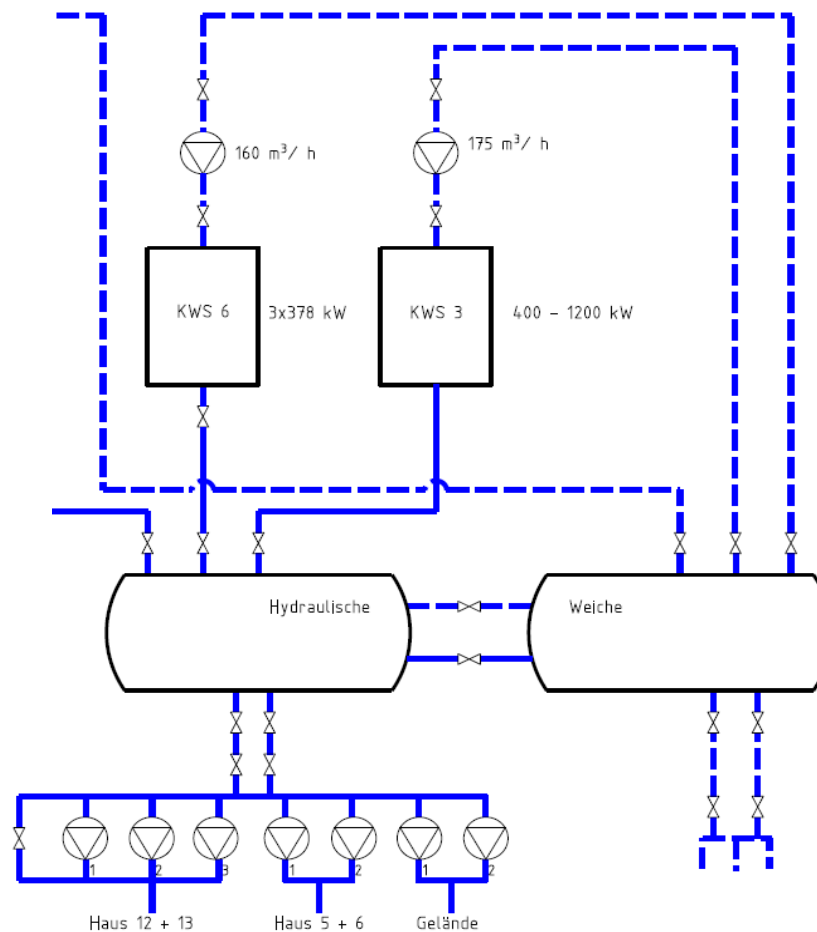 160 m³/ h
175 m³/ h
KWS 6
3x378 kW
KWS 3
400 - 1200 kW
Hydraulische
Weiche
1
2
3
1
2
1
2
Haus 12 + 13
Haus 5 + 6
Gelände